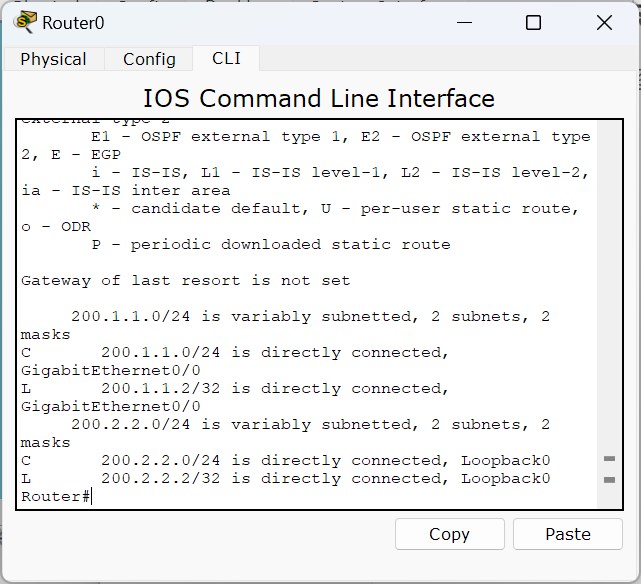 Router0
Physical Config CLI
IOS Command Line Interface
external type 2
E1 - OSPF external type 1, E2 - OSPF external type
2, E - EGP
i - IS-IS, L1 - IS-IS level-1, L2 - IS-IS level-2,
ia - IS-IS inter area
* - candidate default, U - per-user static route,
o - ODR
P - periodic downloaded static route
Gateway of last resort is not set
200.1.1.0/24 is variably subnetted, 2 subnets, 2
masks
C 200.1.1.0/24 is directly connected,
GigabitEthernet0/0
L 200.1.1.2/32 is directly connected,
GigabitEthernet0/0
200.2.2.0/24 is variably subnetted, 2 subnets, 2
masks
C 200.2.2.0/24 is directly connected, Loopback0
L 200.2.2.2/32 is directly connected, Loopback0
Router#
Copy Paste